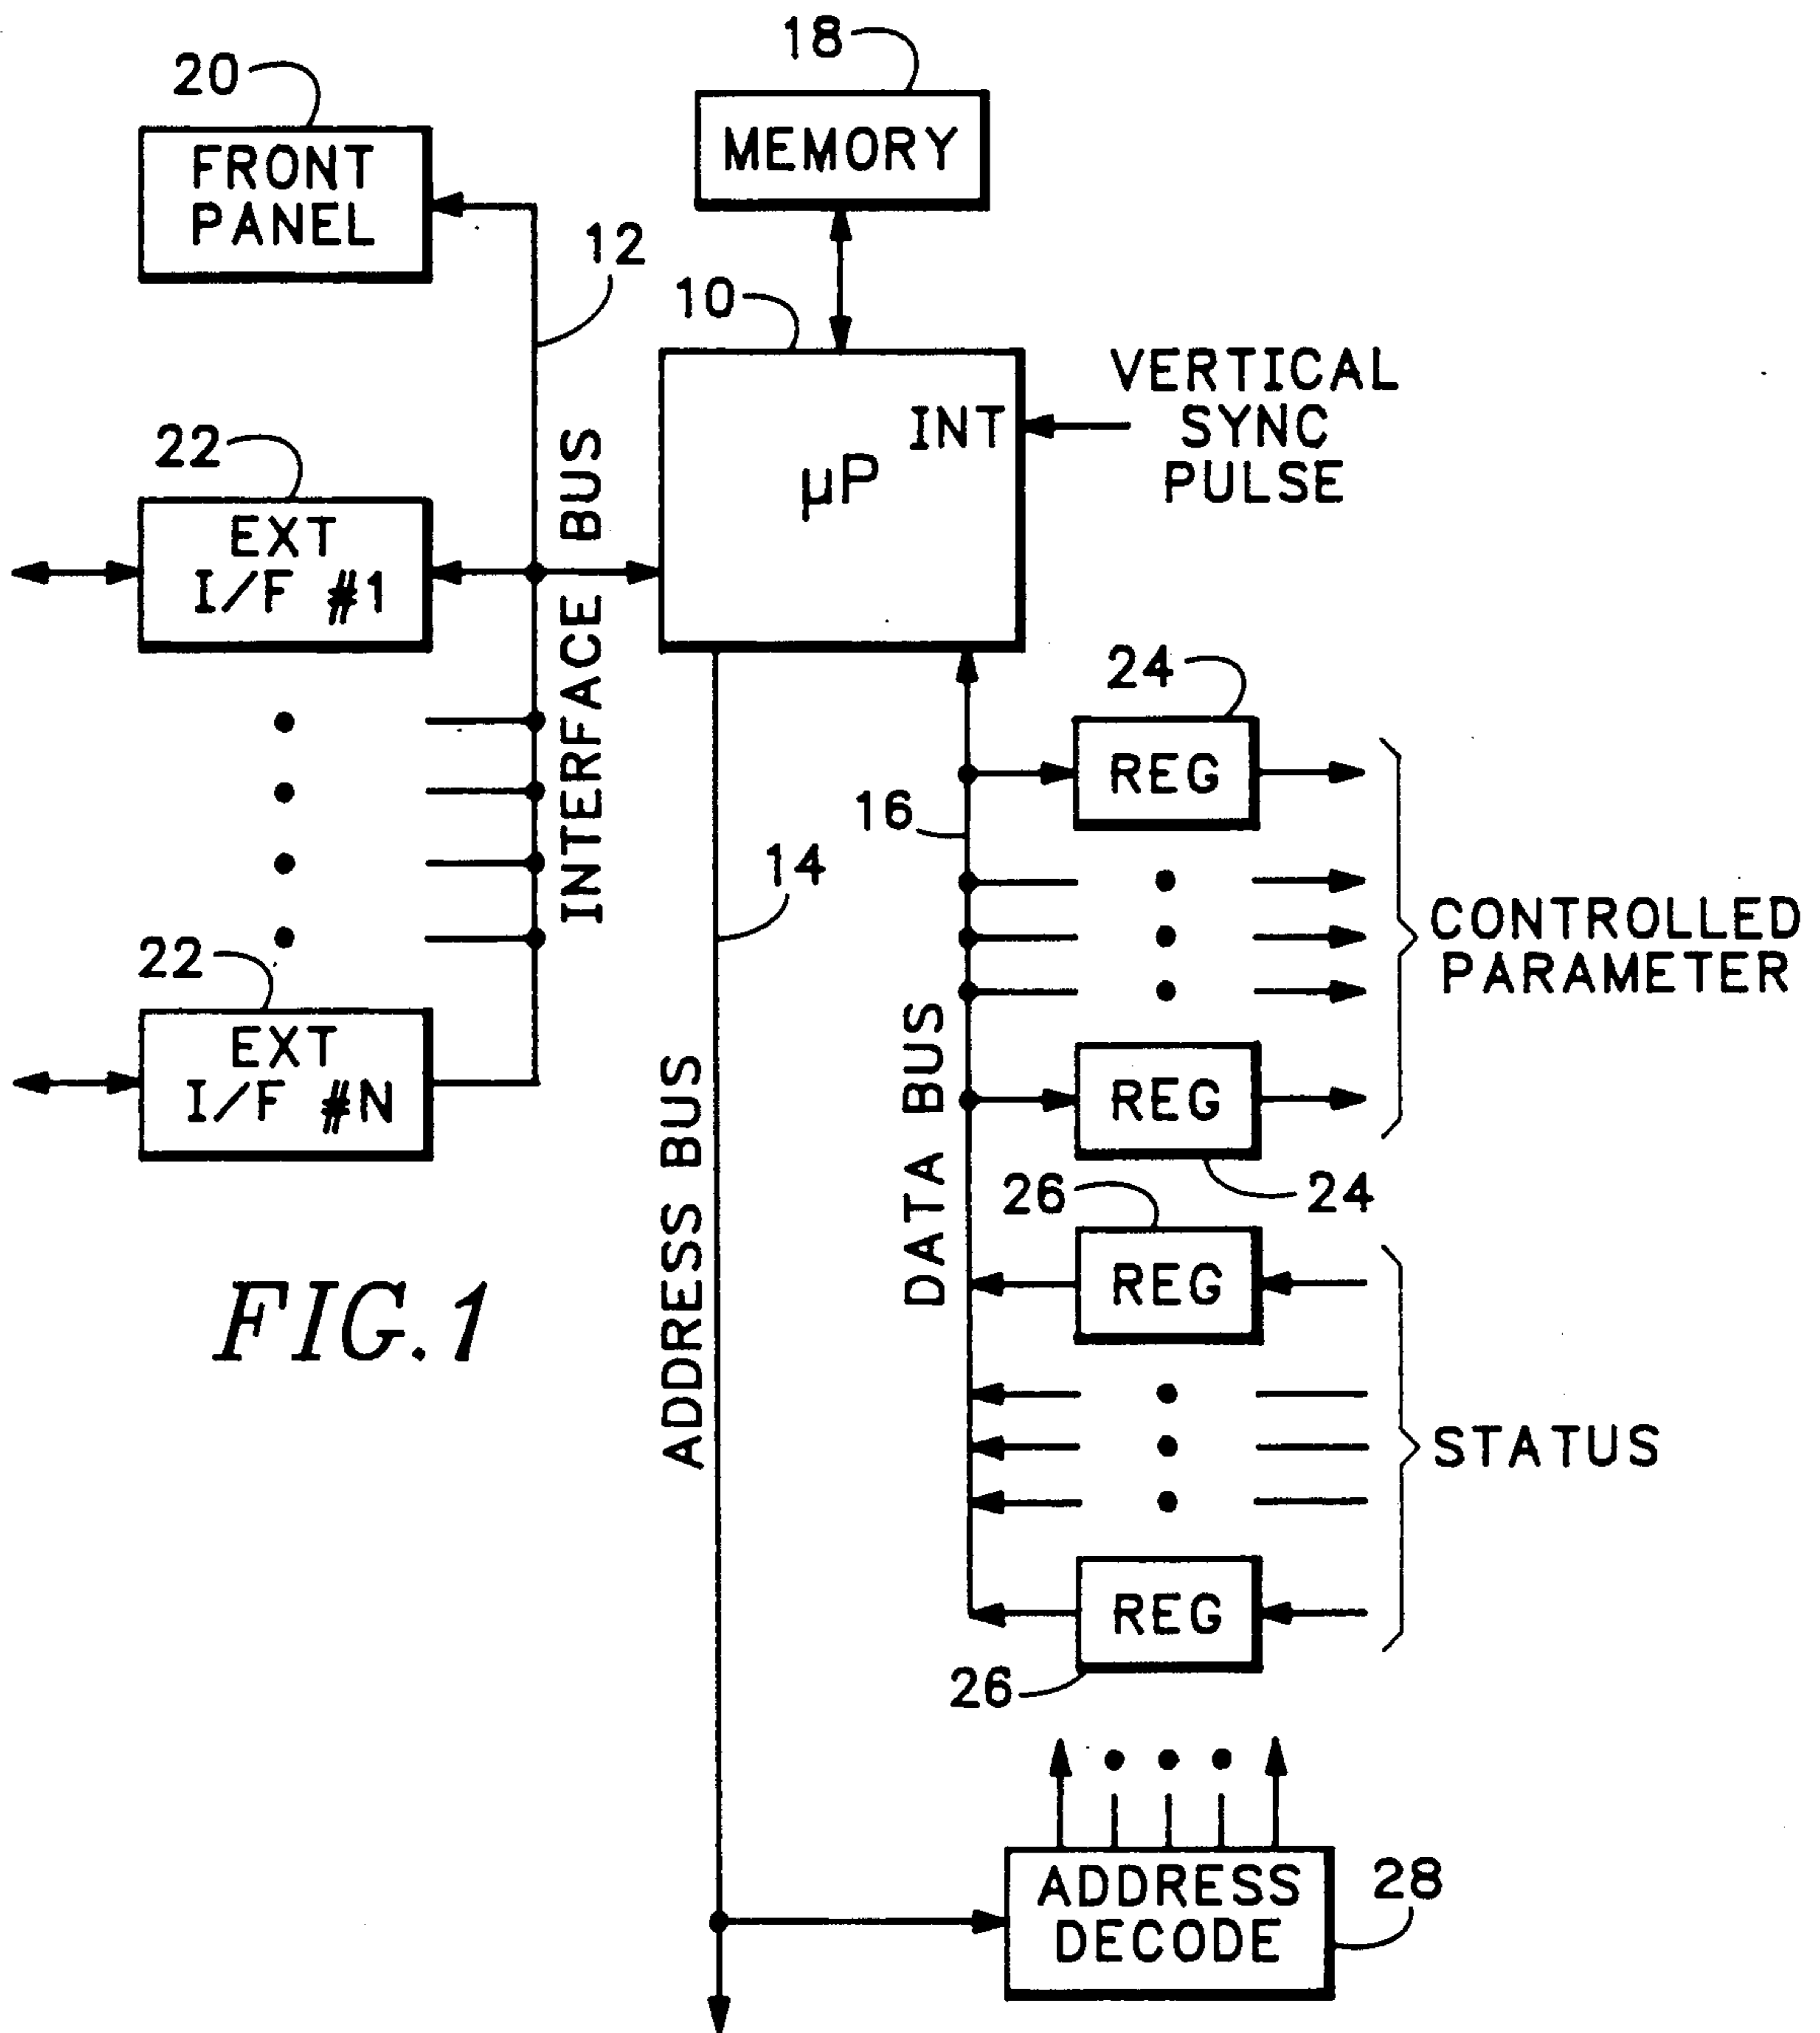 18
20
MEMORY
FRONT
PANEL
12
10
VERTICAL
SYNC
PULSE
INT
µP
22
EXT
I/F #1
INTERFACE BUS
24
REG
16
14
CONTROLLED
PARAMETER
22
EXT
I/F #N
DATA BUS
REG
24
ADDRESS BUS
26
REG
FIG.1
STATUS
REG
26
ADDRESS
DECODE
28